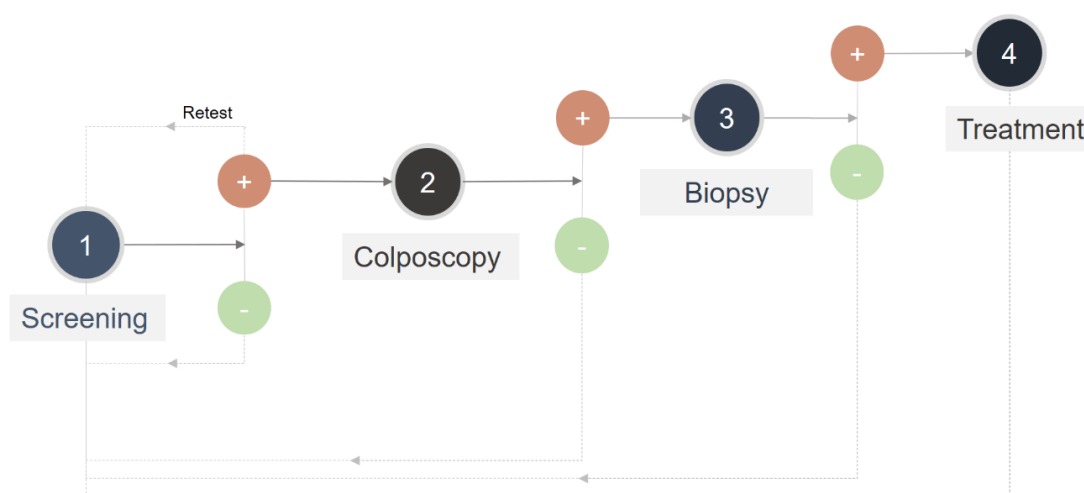 +
4
+
3
Treatment
Retest
+
2
-
Biopsy
1
-
Colposcopy
Screening
-